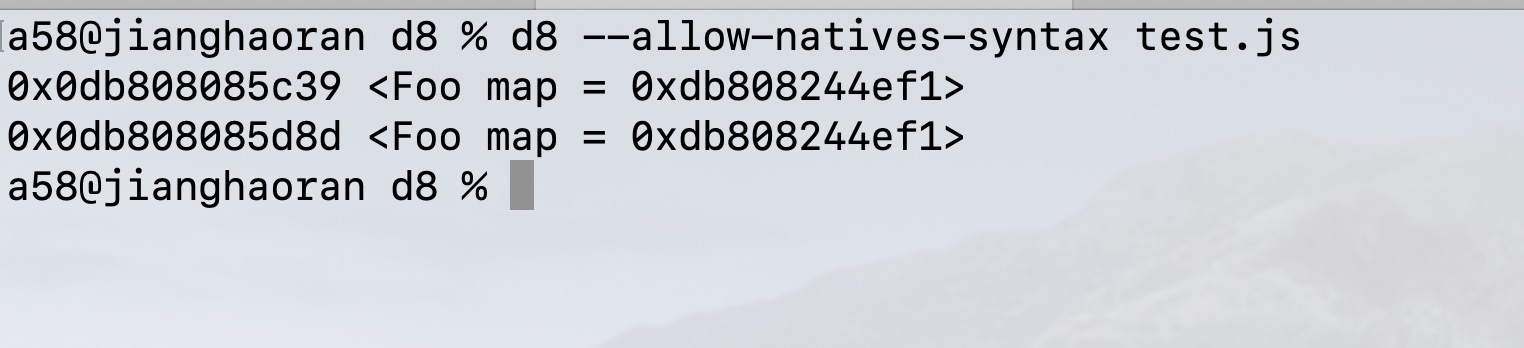 a58@jianghaoran d8 % d8 --allow-natives-syntax test.js
0x0db808085c39 <Foo map = 0xdb808244ef1>
0x0db808085d8d <Foo map = 0xdb808244ef1>
a58@jianghaoran d8 %